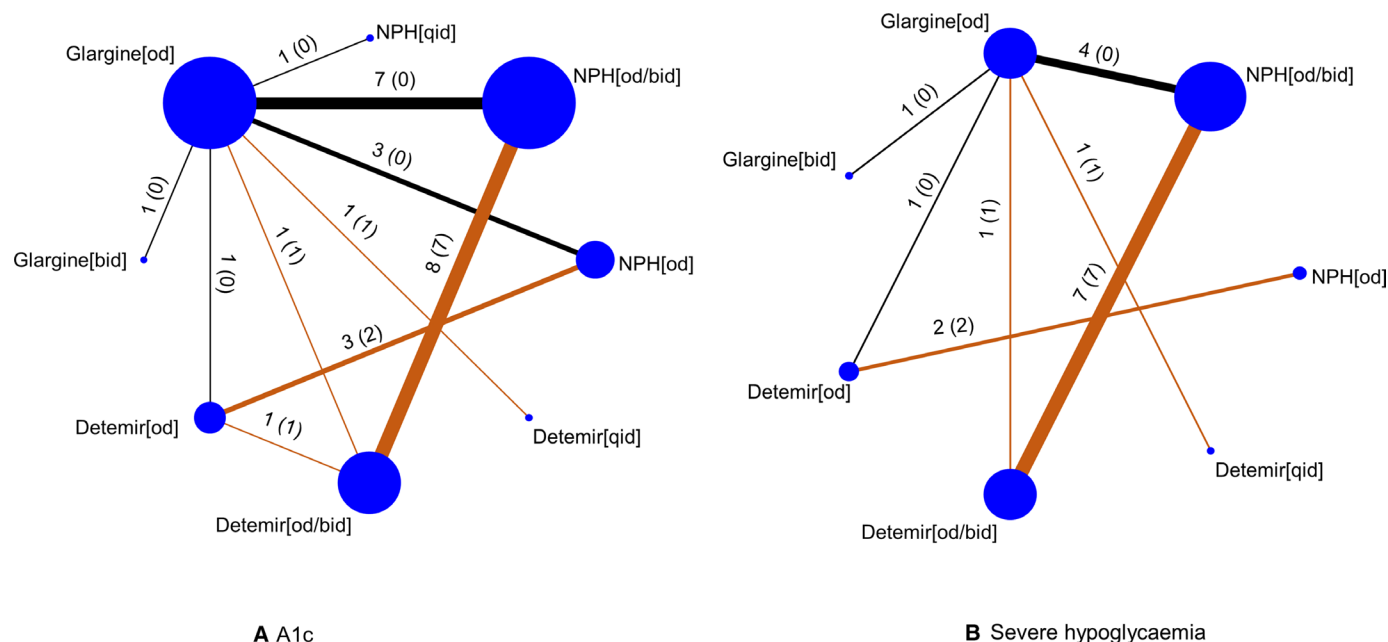 NPH[qid]
Glargine[od]
1 (0)
NPH[od/bid]
7 (0)
3 (0)
1 (0)
1 (0)
1 (1)
1 (1)
8 (7)
Glargine[bid]
NPH[od]
3 (2)
Detemir[od]
1 (1)
Detemir[qid]
Detemir[od/bid]
A A1c
Glargine[od]
4 (0)
NPH[od/bid]
1 (0)
1 (1)
Glargine[bid]
1 (0)
1 (1)
7 (7)
NPH[od]
2 (2)
Detemir[od]
Detemir[qid]
Detemir[od/bid]
B Severe hypoglycaemia